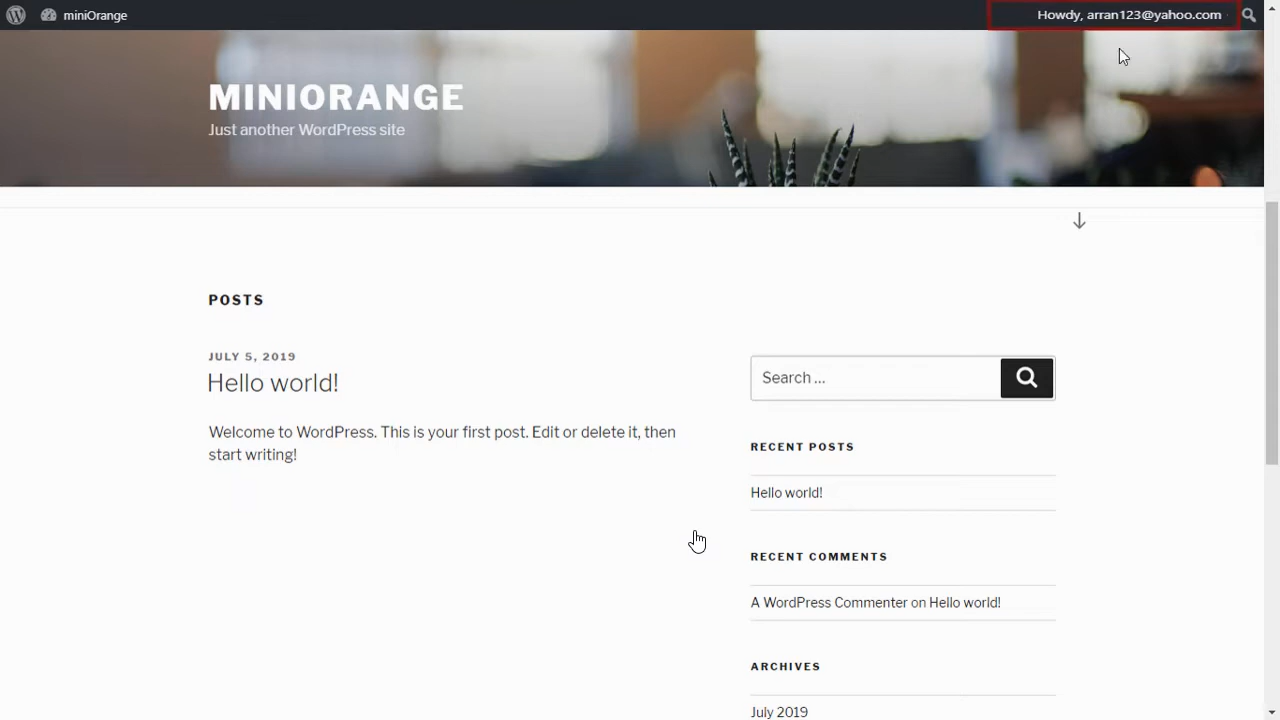 miniOrange
Howdy, arran123@yahoo.com
MINIORANGE
Just another WordPress site
POSTS
JULY 5, 2019
Hello world!
Welcome to WordPress. This is your first post. Edit or delete it, then
start writing!
Search …
RECENT POSTS
Hello world!
RECENT COMMENTS
A WordPress Commenter on Hello world!
ARCHIVES
July 2019